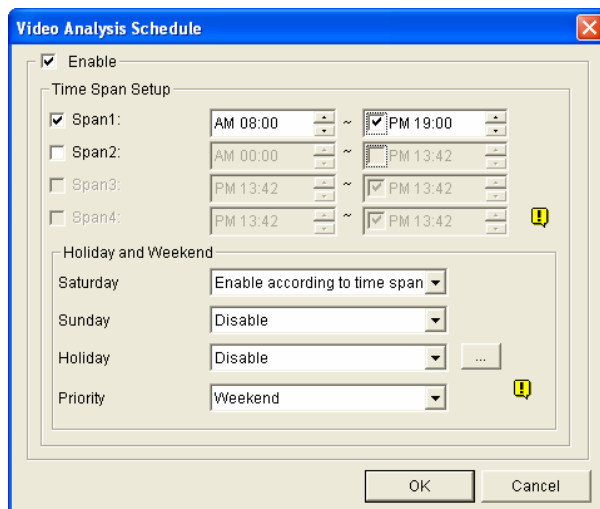 Video Analysis Schedule
Enable
Time Span Setup
Span1: AM 08:00 ~ PM 19:00
Span2: AM 00:00 ~ PM 13:42
Span3: PM 13:42 ~ PM 13:42
Span4: PM 13:42 ~ PM 13:42
Holiday and Weekend
Saturday Enable according to time span
Sunday Disable
Holiday Disable ...
Priority Weekend
OK Cancel